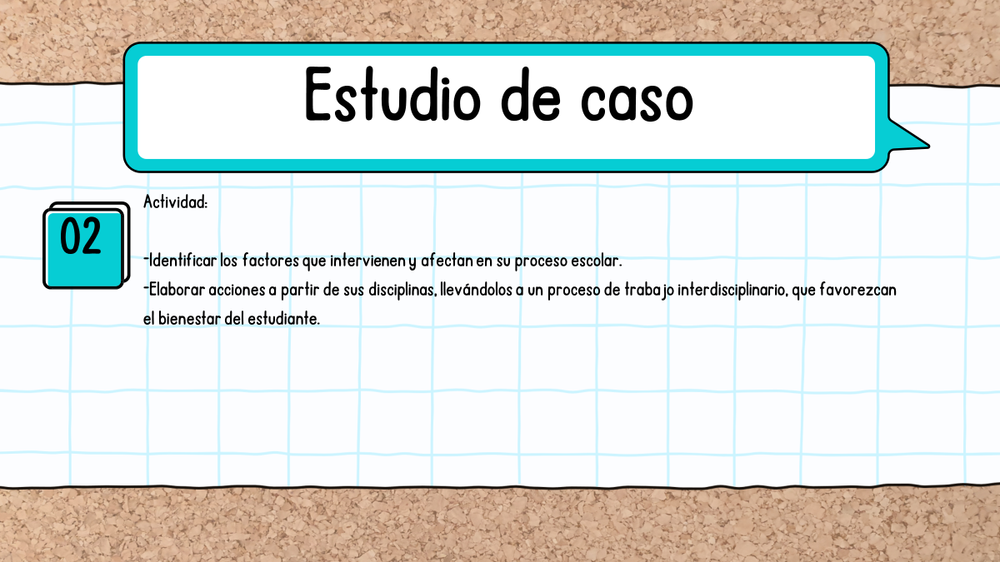 Estudio de caso
02
Actividad:
-Identificar los factores que intervienen y afectan en su proceso escolar.
-Elaborar acciones a partir de sus disciplinas, llevándolos a un proceso de trabajo interdisciplinario, que favorezcan
el bienestar del estudiante.